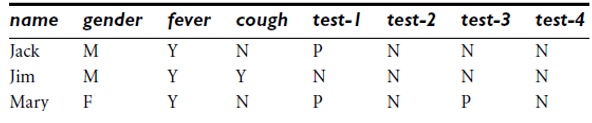 name gender fever cough test-1 test-2 test-3 test-4
Jack M Y N P N N N
Jim M Y Y N N N N
Mary F Y N P N P N